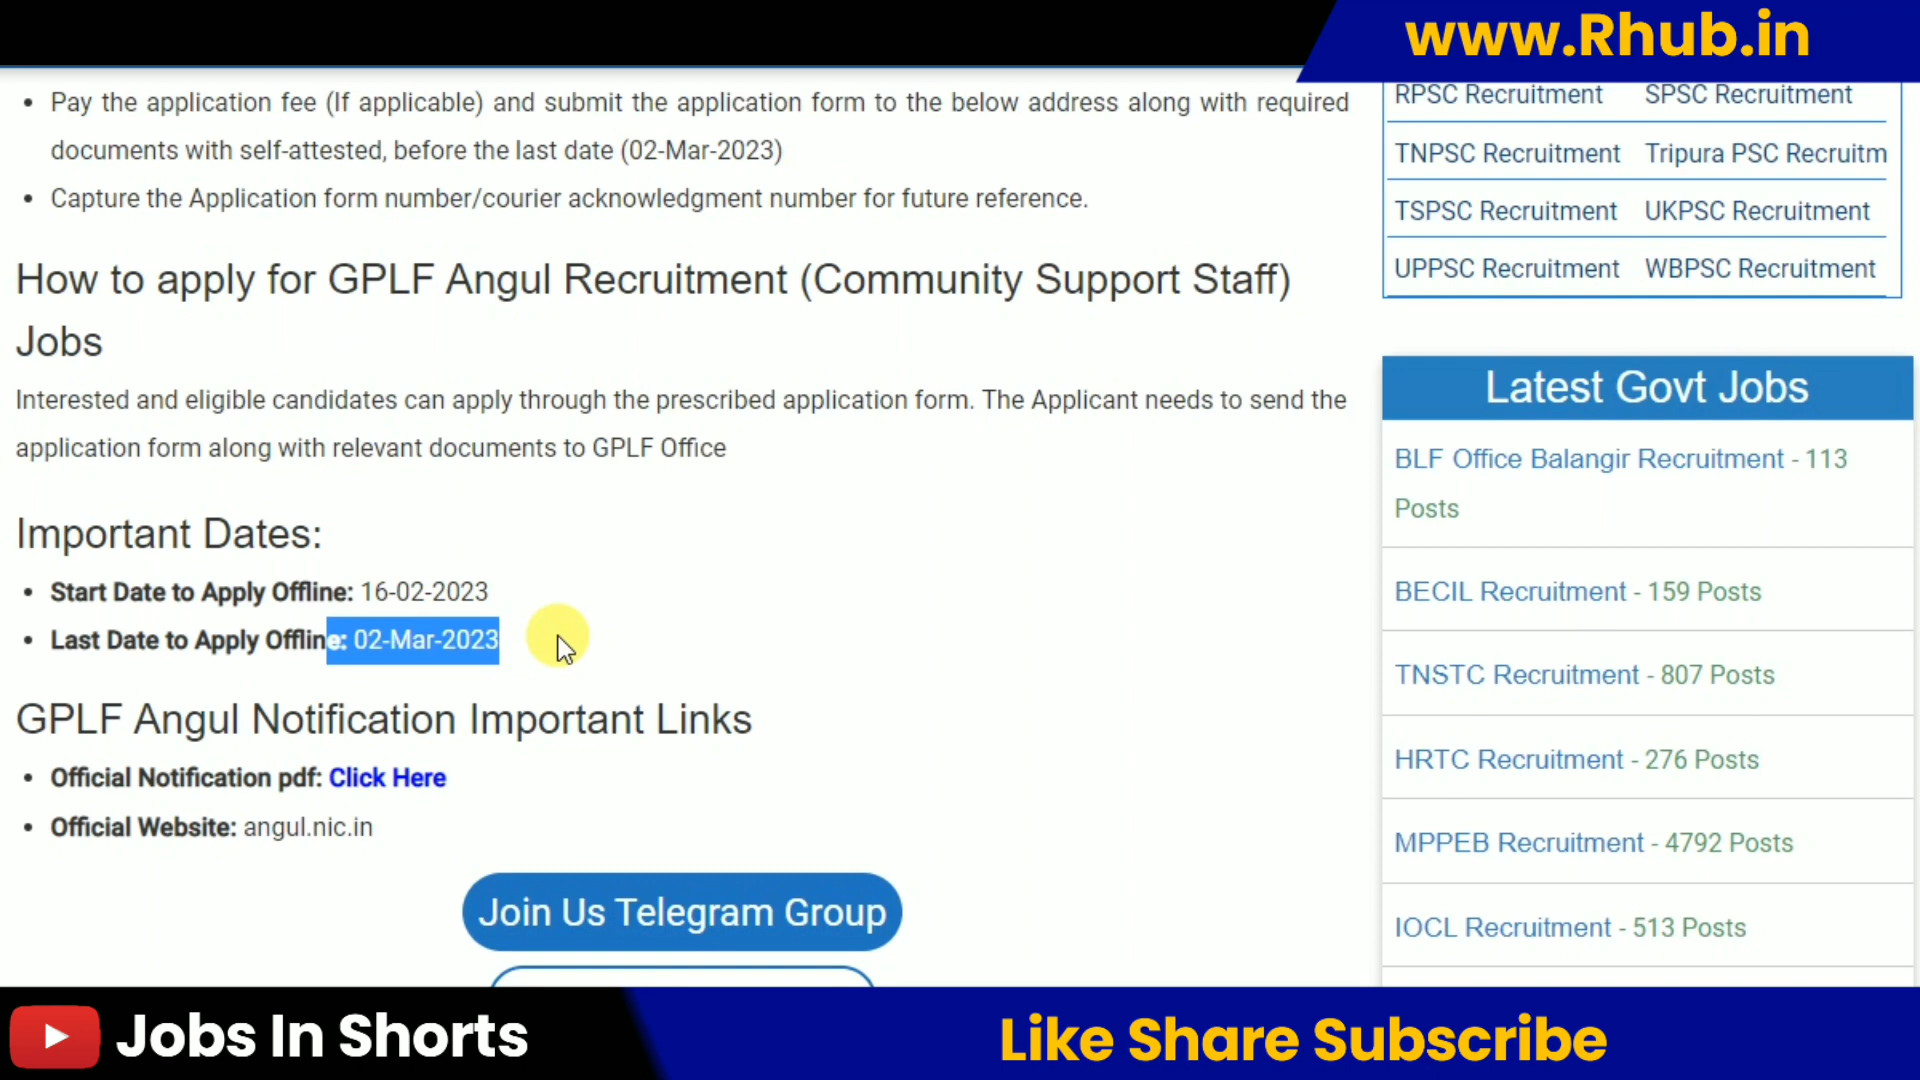 www.Rhub.in
• Pay the application fee (If applicable) and submit the application form to the below address along with required
documents with self-attested, before the last date (02-Mar-2023)
• Capture the Application form number/courier acknowledgment number for future reference.
How to apply for GPLF Angul Recruitment (Community Support Staff)
Jobs
Interested and eligible candidates can apply through the prescribed application form. The Applicant needs to send the
application form along with relevant documents to GPLF Office
Important Dates:
• Start Date to Apply Offline: 16-02-2023
• Last Date to Apply Offline: 02-Mar-2023
GPLF Angul Notification Important Links
• Official Notification pdf: Click Here
• Official Website: angul.nic.in
Join Us Telegram Group
RPSC Recruitment SPSC Recruitment
TNPSC Recruitment Tripura PSC Recruitm
TSPSC Recruitment UKPSC Recruitment
UPPSC Recruitment WBPSC Recruitment
Latest Govt Jobs
BLF Office Balangir Recruitment - 113
Posts
BECIL Recruitment - 159 Posts
TNSTC Recruitment - 807 Posts
HRTC Recruitment - 276 Posts
MPPEB Recruitment - 4792 Posts
IOCL Recruitment - 513 Posts
Jobs In Shorts
Like Share Subscribe